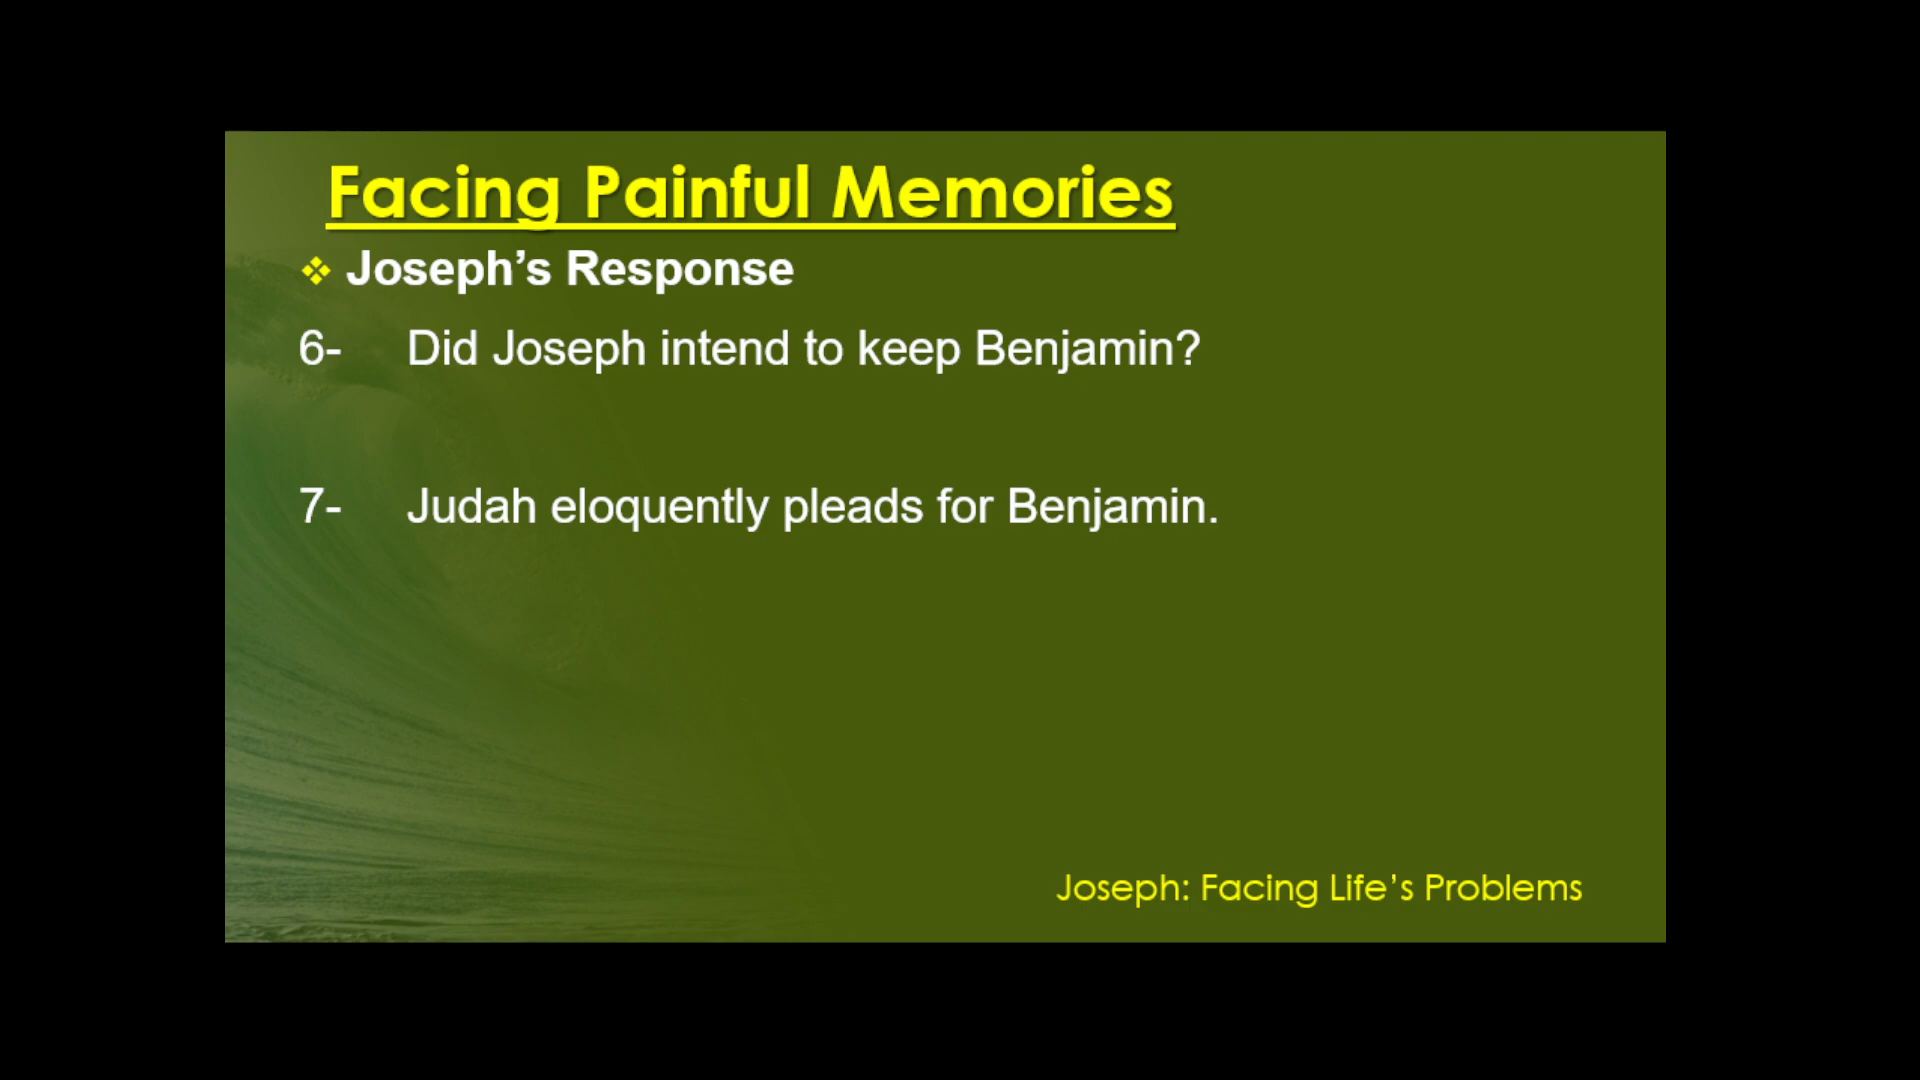 Facing Painful Memories
❖ Joseph’s Response
6- Did Joseph intend to keep Benjamin?
7- Judah eloquently pleads for Benjamin.
Joseph: Facing Life’s Problems